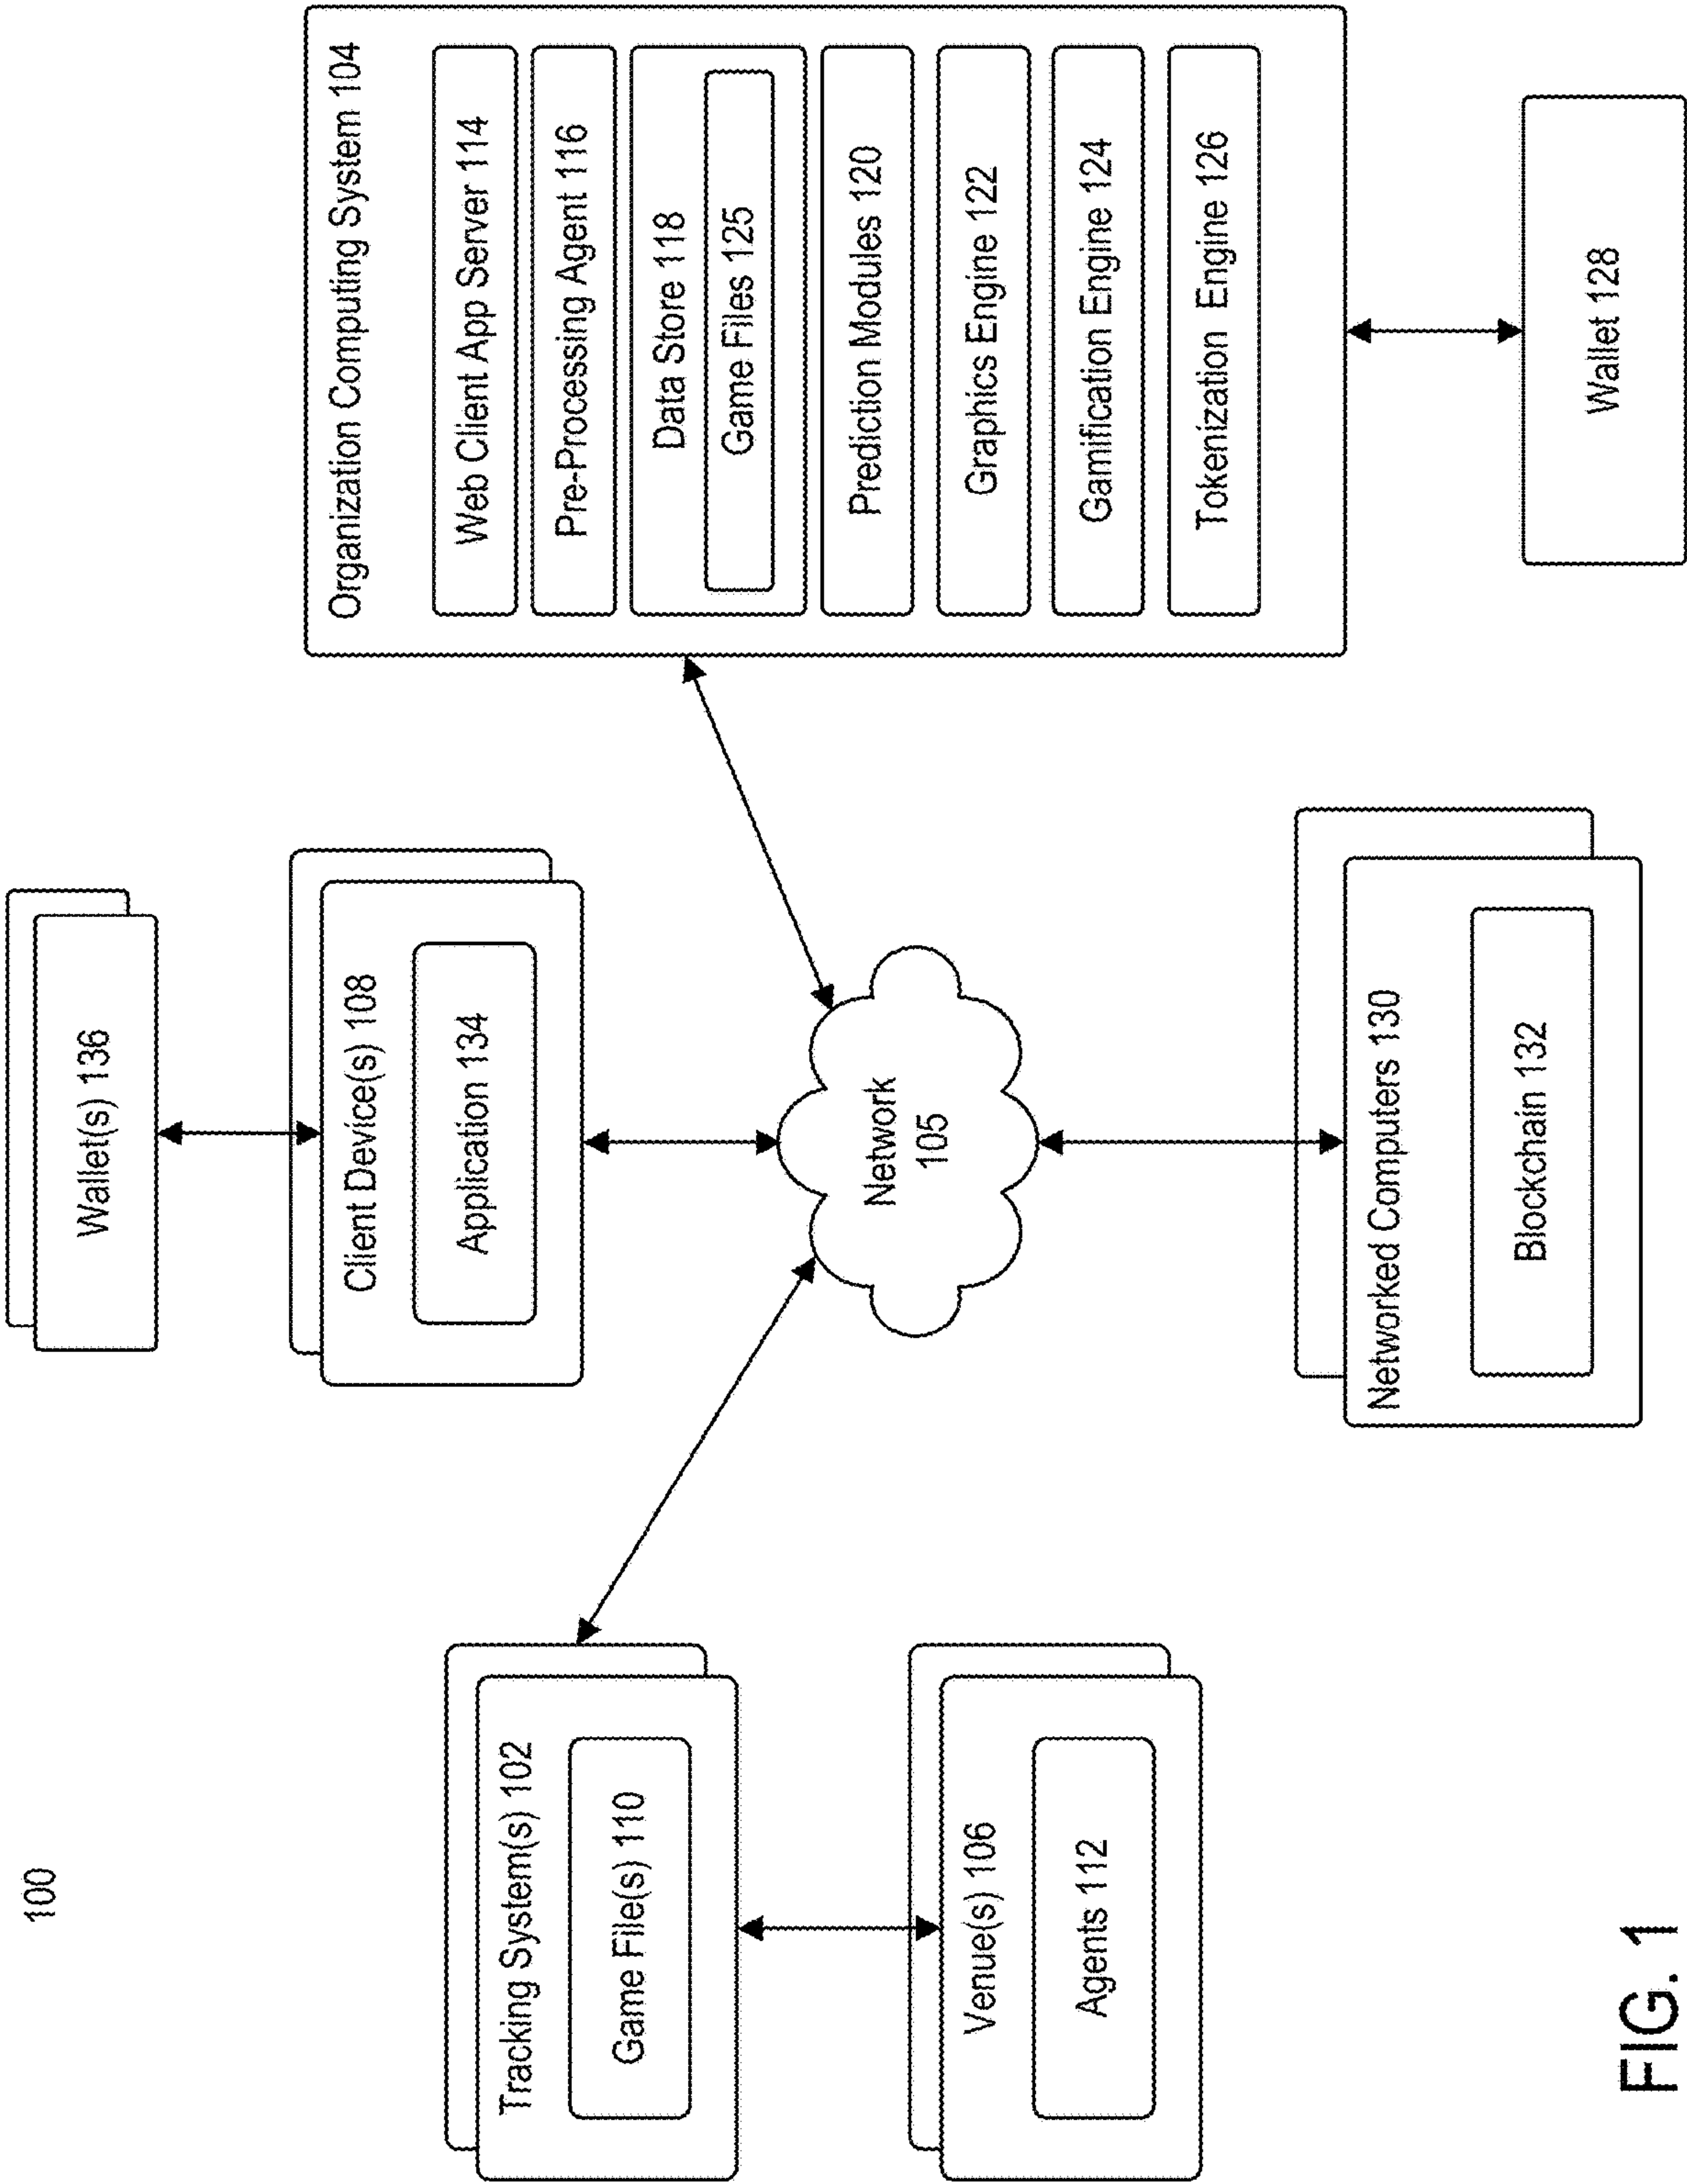 100
Wallet(s) 136
Client Device(s) 108
Application 134
Tracking System(s) 102
Game File(s) 110
Venue(s) 106
Agents 112
Network
105
Networked Computers 130
Blockchain 132
Organization Computing System 104
Web Client App Server 114
Pre-Processing Agent 116
Data Store 118
Game Files 125
Prediction Modules 120
Graphics Engine 122
Gamification Engine 124
Tokenization Engine 126
Wallet 128
FIG. 1